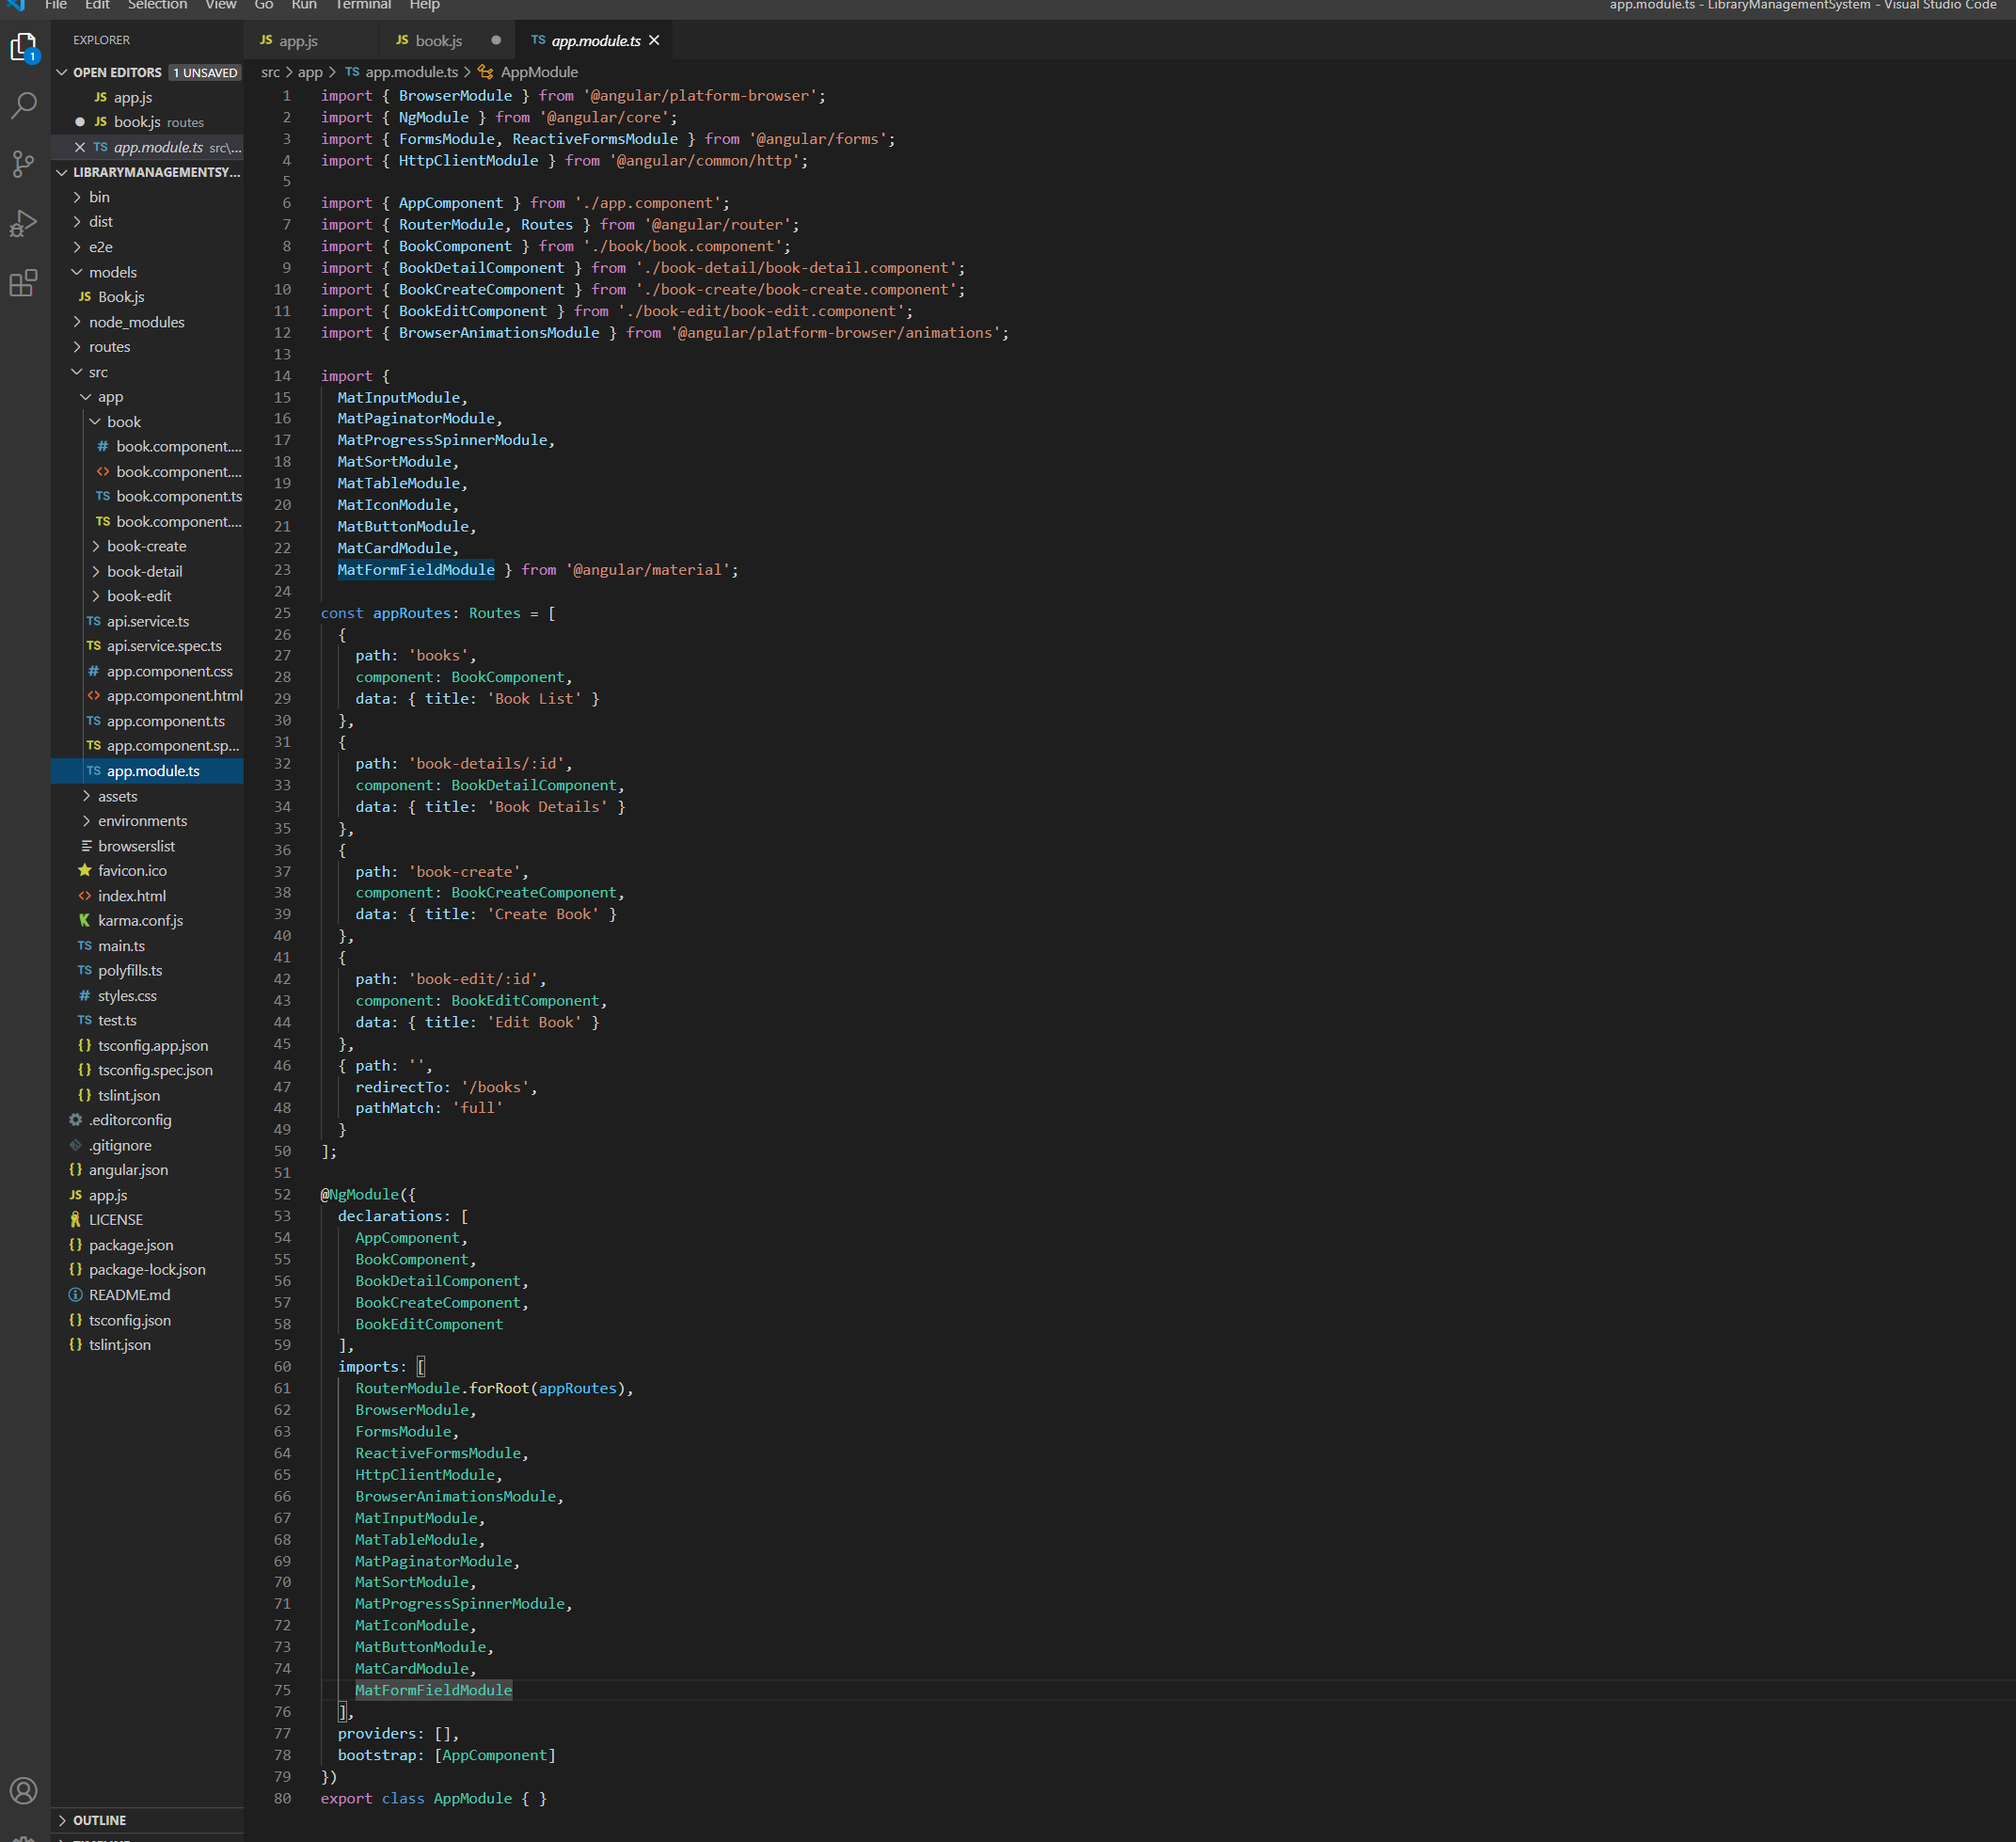 File Edit Selection View Go Run Terminal Help
app.module.ts - LibraryManagementSystem - Visual Studio Code
1
EXPLORER
OPEN EDITORS 1 UNSAVED
JS app.js
JS book.js routes
TS app.module.ts src\...
LIBRARYMANAGEMENTSY...
bin
dist
e2e
models
JS Book.js
node_modules
routes
src
app
book
# book.component....
<> book.component....
TS book.component.ts
TS book.component....
book-create
book-detail
book-edit
TS api.service.ts
TS api.service.spec.ts
# app.component.css
<> app.component.html
TS app.component.ts
TS app.component.sp...
TS app.module.ts
assets
environments
browserslist
favicon.ico
<> index.html
karma.conf.js
TS main.ts
TS polyfills.ts
# styles.css
TS test.ts
{} tsconfig.app.json
{} tsconfig.spec.json
{} tslint.json
.editorconfig
.gitignore
{} angular.json
JS app.js
LICENSE
{} package.json
{} package-lock.json
README.md
{} tsconfig.json
{} tslint.json
OUTLINE
JS app.js
JS book.js
TS app.module.ts
src > app > TS app.module.ts > AppModule
1 import { BrowserModule } from '@angular/platform-browser';
2 import { NgModule } from '@angular/core';
3 import { FormsModule, ReactiveFormsModule } from '@angular/forms';
4 import { HttpClientModule } from '@angular/common/http';
5
6 import { AppComponent } from './app.component';
7 import { RouterModule, Routes } from '@angular/router';
8 import { BookComponent } from './book/book.component';
9 import { BookDetailComponent } from './book-detail/book-detail.component';
10 import { BookCreateComponent } from './book-create/book-create.component';
11 import { BookEditComponent } from './book-edit/book-edit.component';
12 import { BrowserAnimationsModule } from '@angular/platform-browser/animations';
13
14 import {
15 MatInputModule,
16 MatPaginatorModule,
17 MatProgressSpinnerModule,
18 MatSortModule,
19 MatTableModule,
20 MatIconModule,
21 MatButtonModule,
22 MatCardModule,
23 MatFormFieldModule } from '@angular/material';
24
25 const appRoutes: Routes = [
26 {
27 path: 'books',
28 component: BookComponent,
29 data: { title: 'Book List' }
30 },
31 {
32 path: 'book-details/:id',
33 component: BookDetailComponent,
34 data: { title: 'Book Details' }
35 },
36 {
37 path: 'book-create',
38 component: BookCreateComponent,
39 data: { title: 'Create Book' }
40 },
41 {
42 path: 'book-edit/:id',
43 component: BookEditComponent,
44 data: { title: 'Edit Book' }
45 },
46 { path: '',
47 redirectTo: '/books',
48 pathMatch: 'full'
49 }
50 ];
51
52 @NgModule({
53 declarations: [
54 AppComponent,
55 BookComponent,
56 BookDetailComponent,
57 BookCreateComponent,
58 BookEditComponent
59 ],
60 imports: [
61 RouterModule.forRoot(appRoutes),
62 BrowserModule,
63 FormsModule,
64 ReactiveFormsModule,
65 HttpClientModule,
66 BrowserAnimationsModule,
67 MatInputModule,
68 MatTableModule,
69 MatPaginatorModule,
70 MatSortModule,
71 MatProgressSpinnerModule,
72 MatIconModule,
73 MatButtonModule,
74 MatCardModule,
75 MatFormFieldModule
76 ],
77 providers: [],
78 bootstrap: [AppComponent]
79 })
80 export class AppModule { }